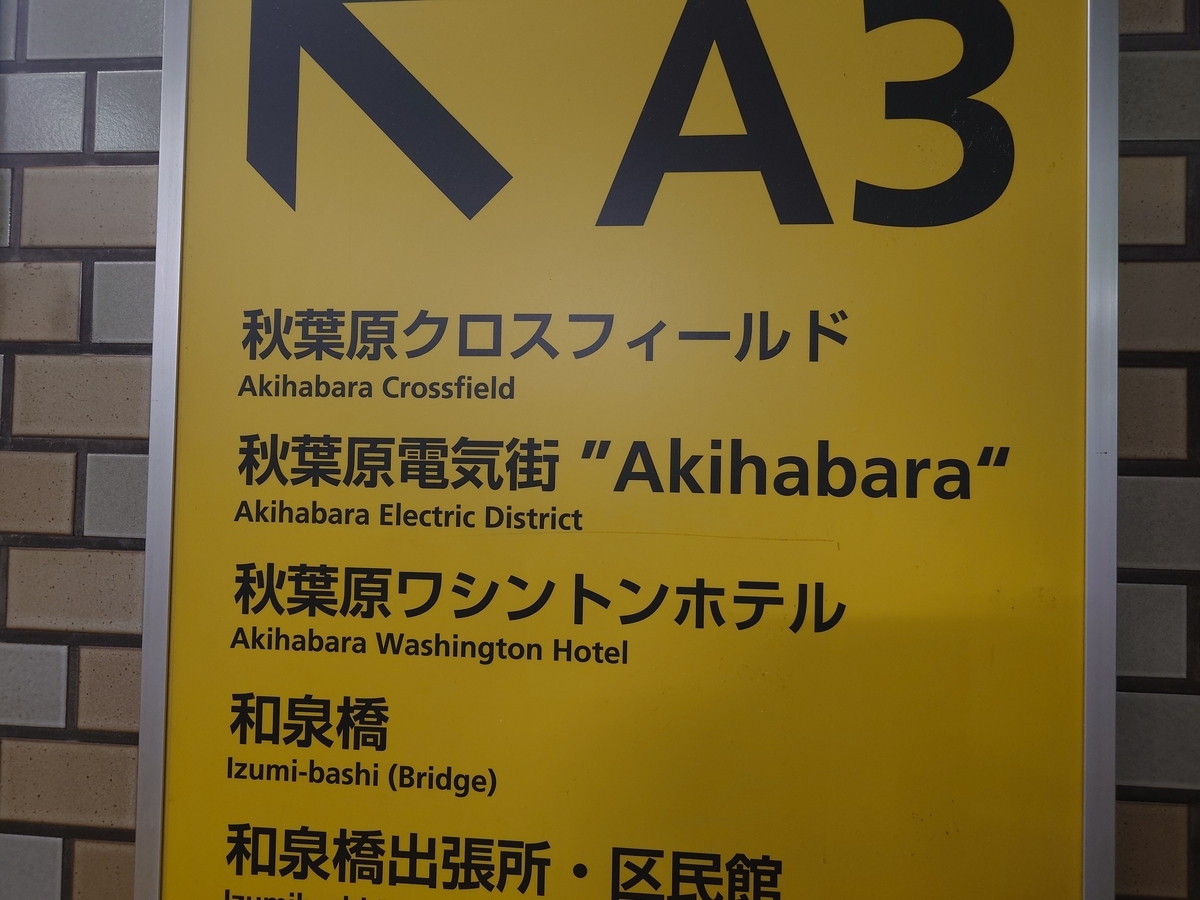 A3
秋葉原クロスフィールド
Akihabara Crossfield
秋葉原電気街 ”Akihabara“
Akihabara Electric District
秋葉原ワシントンホテル
Akihabara Washington Hotel
和泉橋
Izumi-bashi (Bridge)
和泉橋出張所・区民館